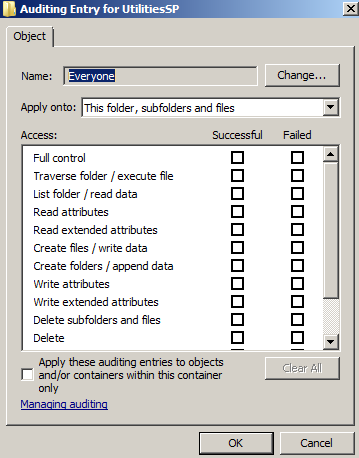 Auditing Entry for UtilitiesSP
Object
Name: Everyone Change...
Apply onto: This folder, subfolders and files
Access: Successful Failed
Full control
Traverse folder / execute file
List folder / read data
Read attributes
Read extended attributes
Create files / write data
Create folders / append data
Write attributes
Write extended attributes
Delete subfolders and files
Delete
Apply these auditing entries to objects
and/or containers within this container
only
Clear All
Managing auditing
OK Cancel